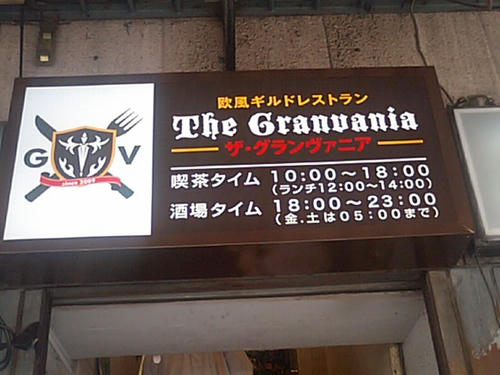 G V
since 2009
欧風ギルドレストラン
The Granvania
ザ・グランヴァニア
喫茶タイム 10:00～18:00
(ランチ12:00～14:00)
酒場タイム 18:00～23:00
(金.土は05:00まで)